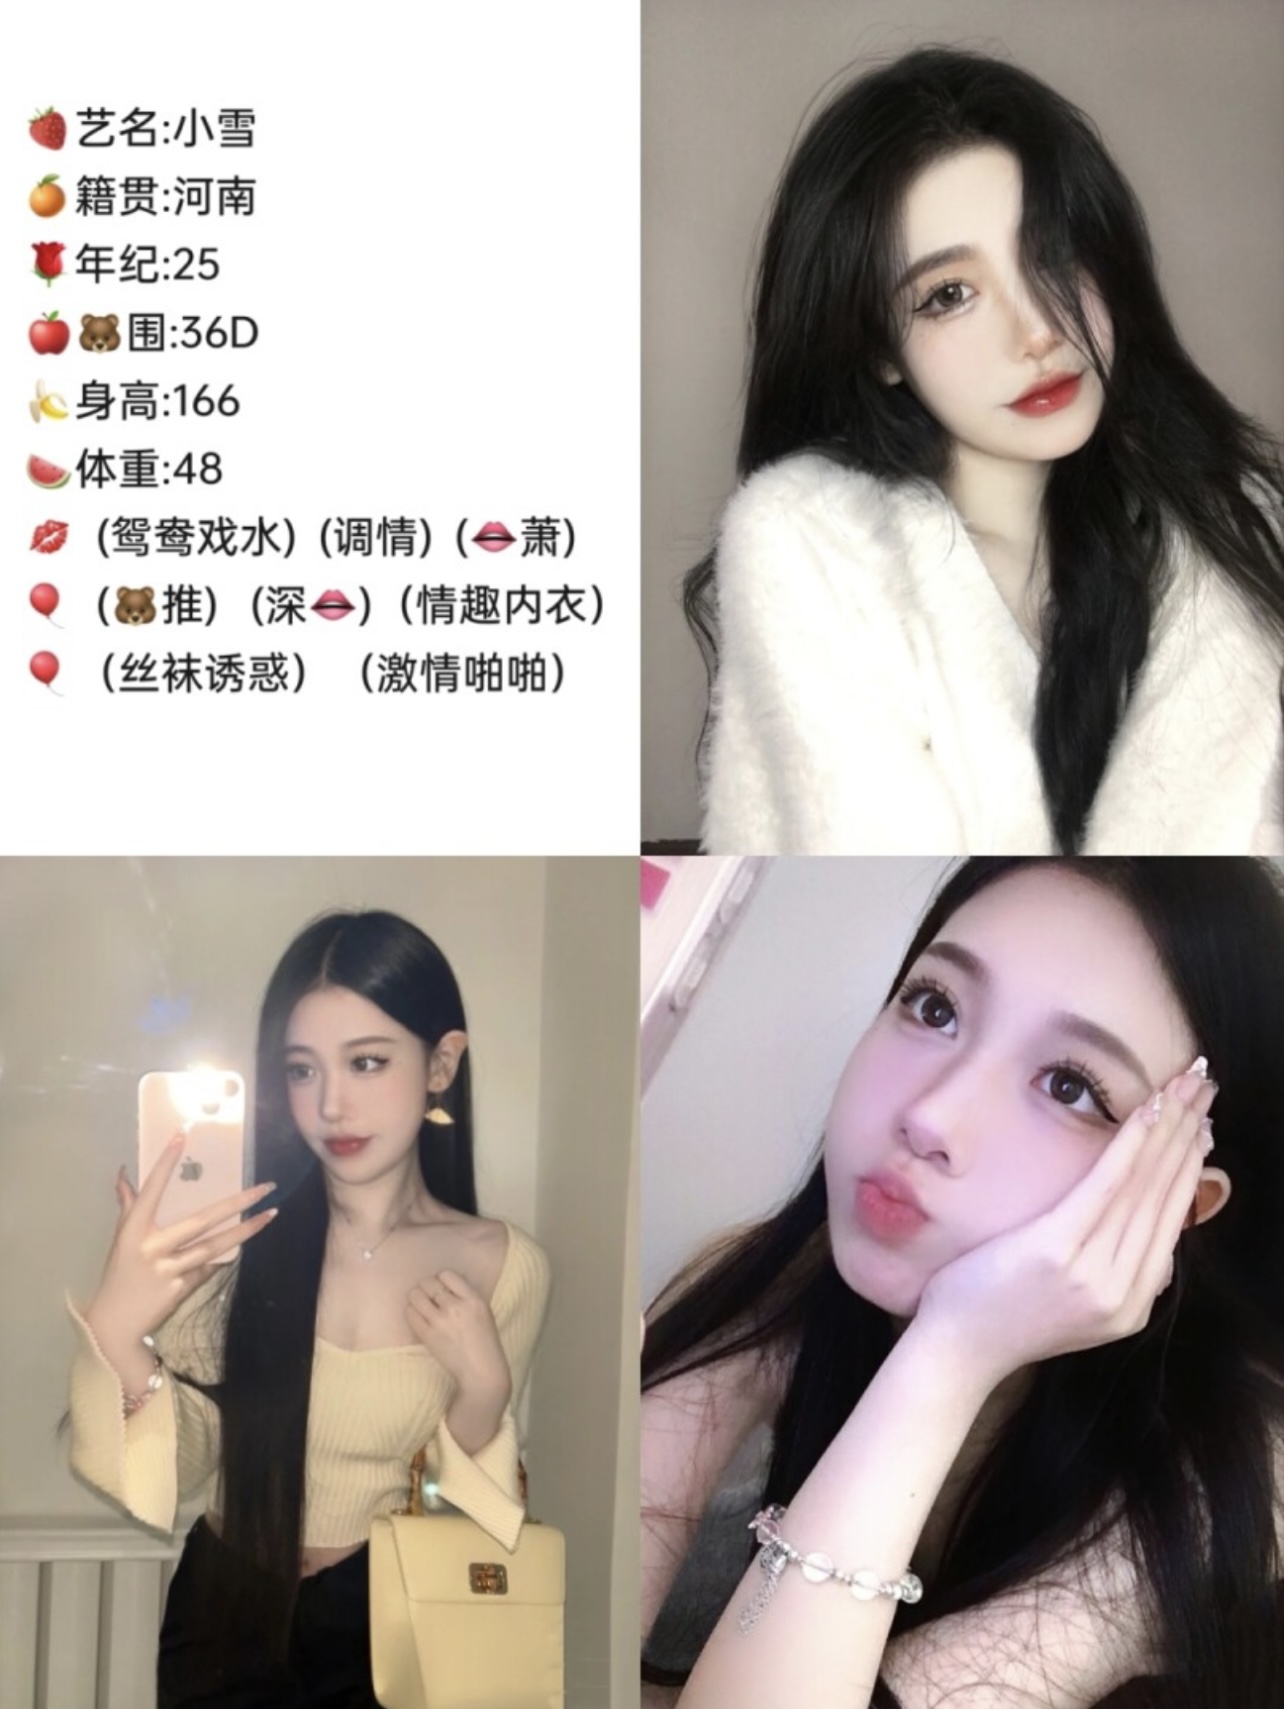 🍓艺名:小雪
🍊籍贯:河南
🌹年纪:25
🍎🐻围:36D
🍌身高:166
🍉体重:48
💋 (鸳鸯戏水) (调情) (👄萧)
🎈 (🐻推) (深👄) (情趣内衣)
🎈 (丝袜诱惑) (激情啪啪)